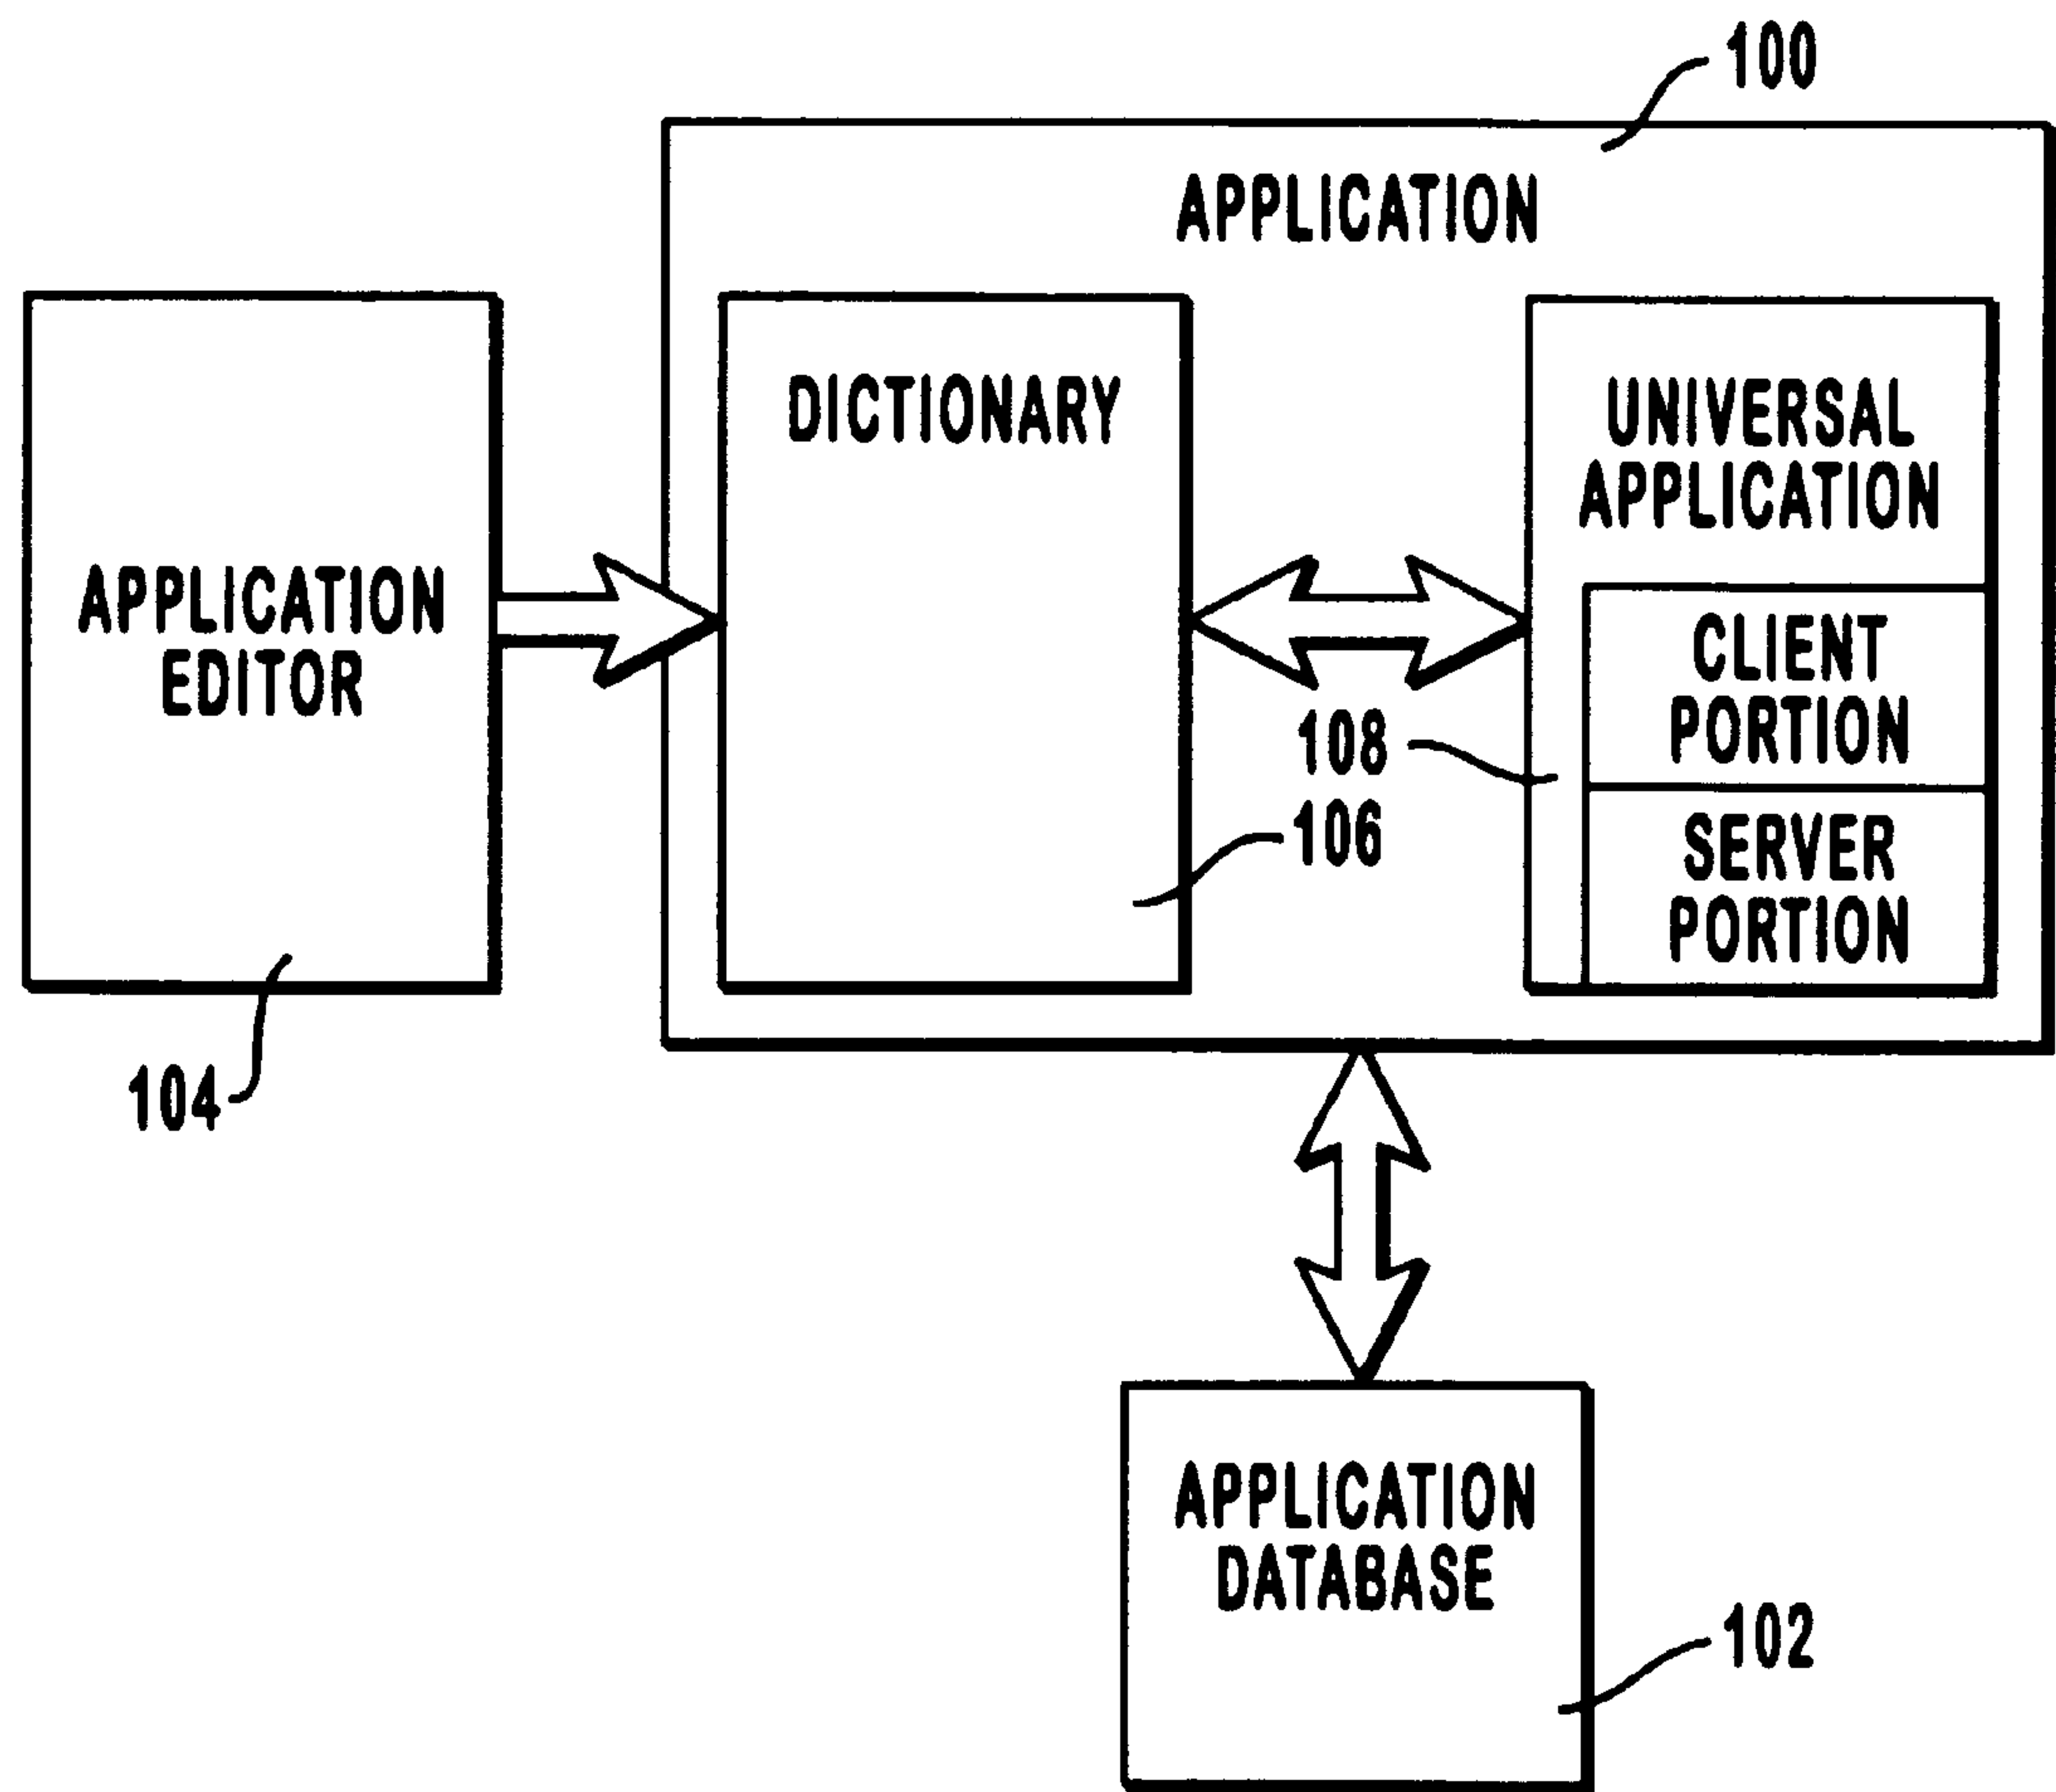 100
APPLICATION
DICTIONARY
UNIVERSAL
APPLICATION
APPLICATION
EDITOR
CLIENT
PORTION
108
106
SERVER
PORTION
104
APPLICATION
DATABASE
102